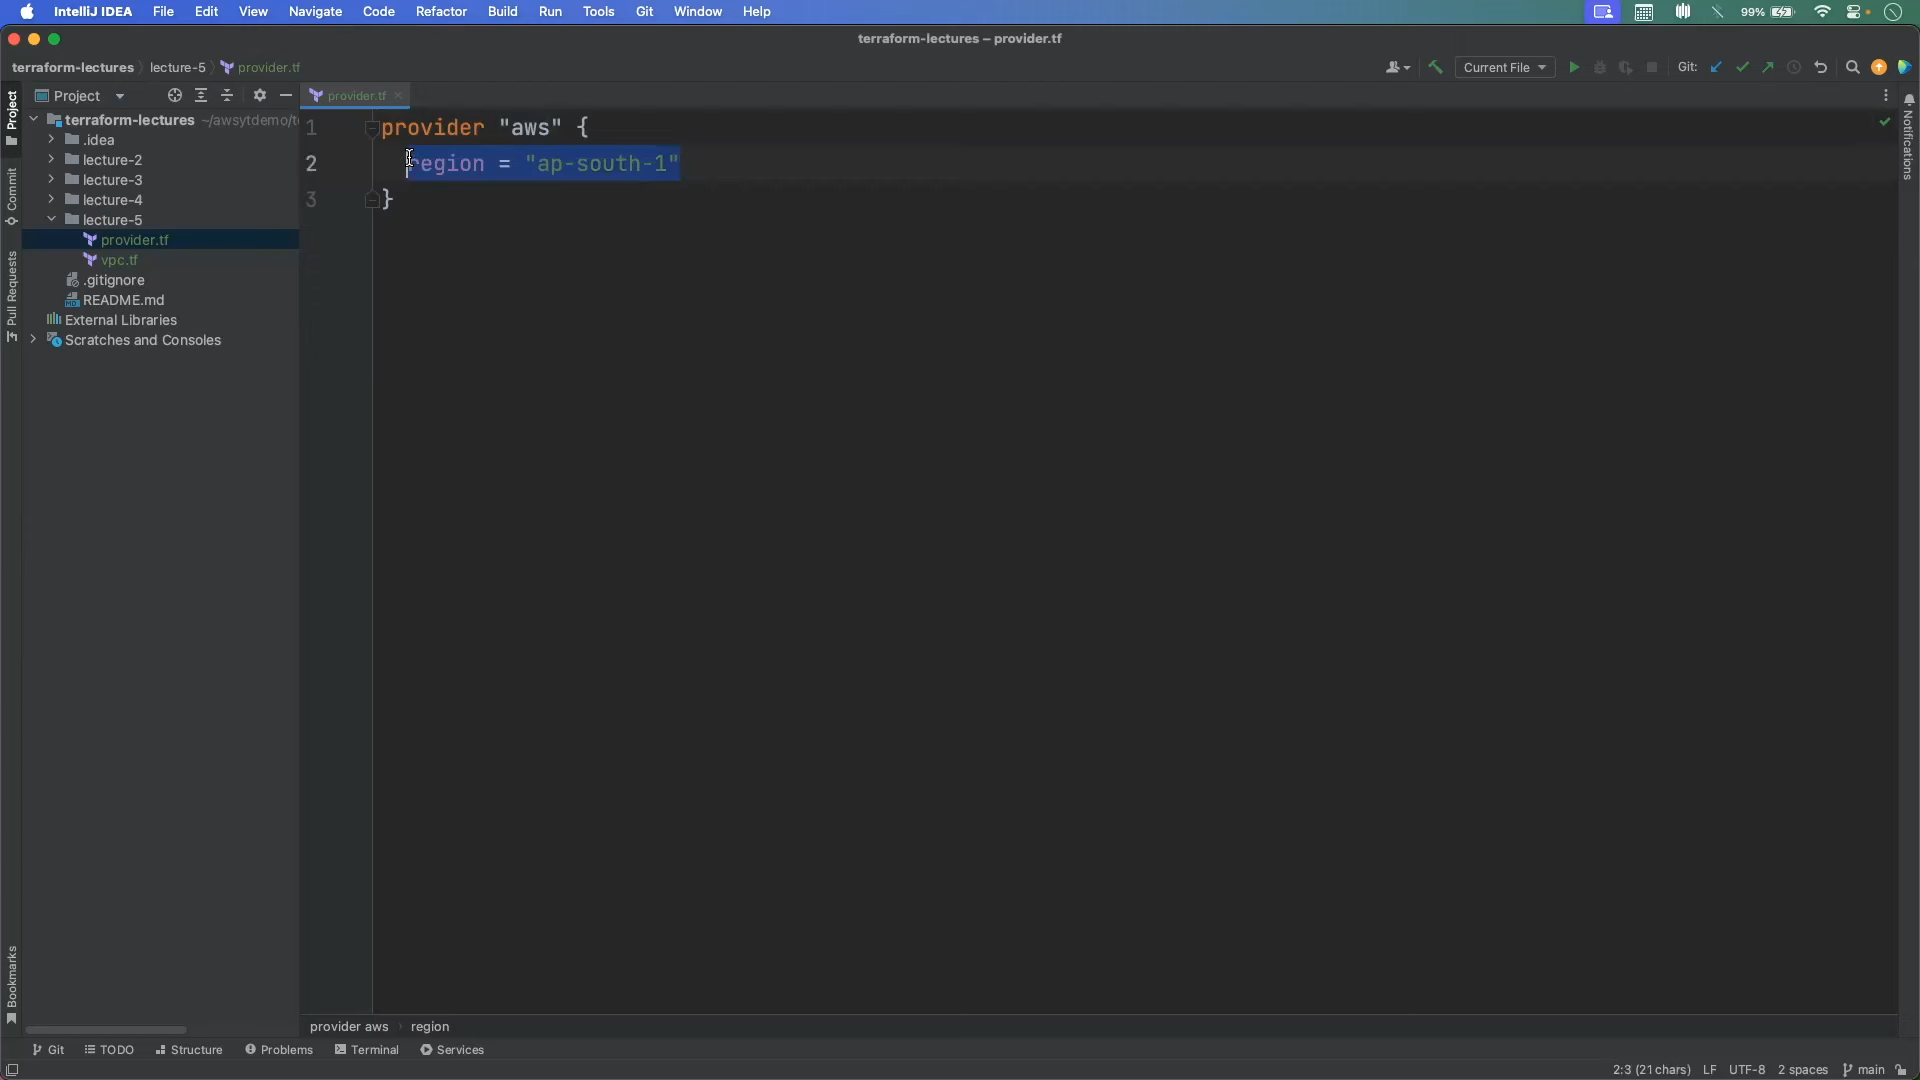 IntelliJ IDEA File Edit View Navigate Code Refactor Build Run Tools Git Window Help 99%
terraform-lectures – provider.tf
terraform-lectures lecture-5 provider.tf Current File Git:
Project
provider.tf
terraform-lectures ~/awsytdemo/t
.idea
lecture-2
lecture-3
lecture-4
lecture-5
provider.tf
vpc.tf
.gitignore
README.md
External Libraries
Scratches and Consoles
1 provider "aws" {
2 region = "ap-south-1"
3 }
Project
Commit
Pull Requests
Bookmarks
Notifications
provider aws region
Git TODO Structure Problems Terminal Services
2:3 (21 chars) LF UTF-8 2 spaces main